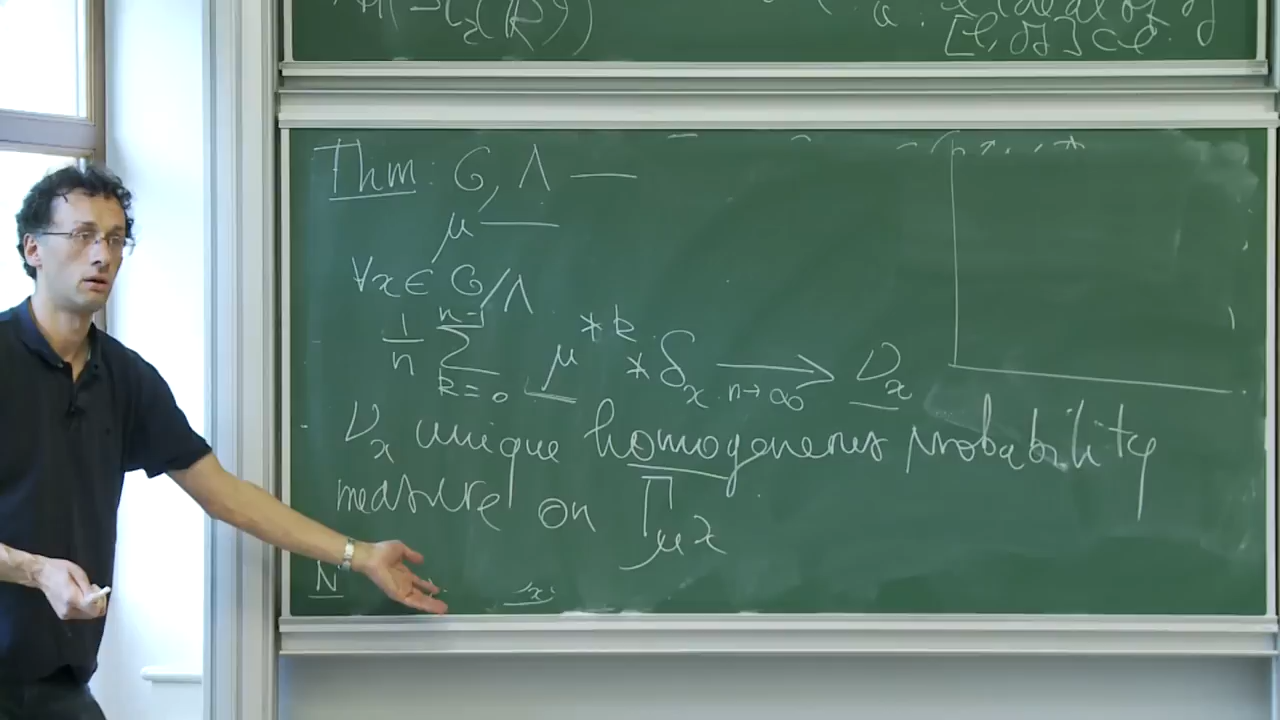 [ℓ, 𝔤] ⊂ ℓ
Thm: G, Λ —
μ —
∀x ∈ G/Λ
1/n ∑_{k=0}^{n-1} μ^{*k} * δ_x →_{n→∞} ν_x
ν_x unique homogeneous probability
measure on Γ_μ x
N
x